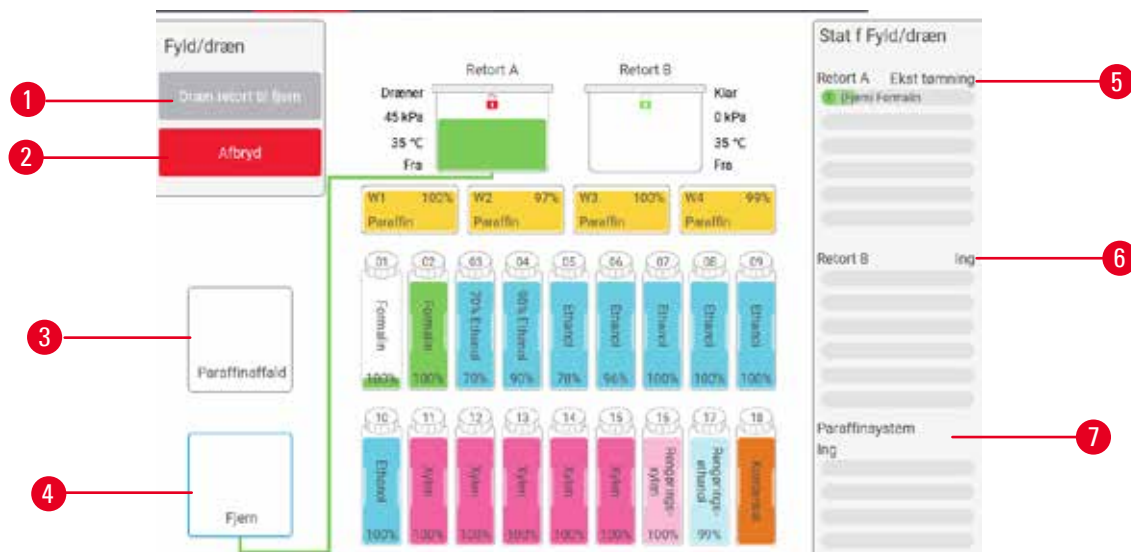 Fyld/dræn
Dræn retort til fjern
Afbryd
1
2
3
Paraffinaffald
4
Fjern
Retort A
Retort B
Dræner
45 kPa
35 °C
Fra
Klar
0 kPa
35 °C
Fra
W1 100%
Paraffin
W2 97%
Paraffin
W3 100%
Paraffin
W4 99%
Paraffin
01 02 03 04 05 06 07 08 09
Formalin
Formalin
70% Ethanol
90% Ethanol
Ethanol
Ethanol
Ethanol
Ethanol
Ethanol
100% 100% 70% 90% 78% 96% 100% 100% 100%
10 11 12 13 14 15 16 17 18
Ethanol
Xylen
Xylen
Xylen
Xylen
Xylen
Rengørings-
xylen
Rengørings-
ethanol
Kondensat
100% 100% 100% 100% 100% 100% 100% 99%
Stat f Fyld/dræn
Retort A Ekst tømning
(Fjern) Formalin
5
Retort B Ing
6
Paraffinsystem
Ing
7